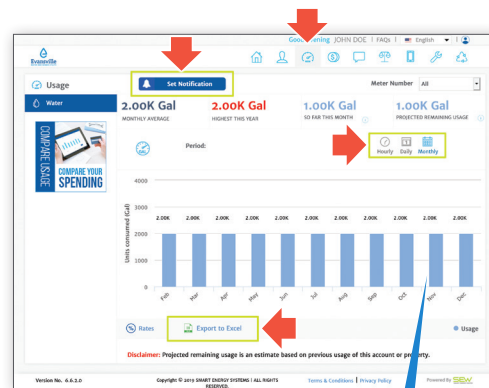 Good Evening JOHN DOE | FAQs | English
Evansville
Usage
Set Notification
Meter Number All
Water
2.00K Gal
MONTHLY AVERAGE
2.00K Gal
HIGHEST THIS YEAR
1.00K Gal
SO FAR THIS MONTH
1.00K Gal
PROJECTED REMAINING USAGE
COMPARE USAGE
COMPARE YOUR
SPENDING
Period:
Hourly Daily Monthly
Units consumed (Gal)
4000
3000
2000
1000
0
2.00K 2.00K 2.00K 2.00K 2.00K 2.00K 2.00K 2.00K 2.00K 2.00K 2.00K
Feb Mar Apr May Jun Jul Aug Sep Oct Nov Dec
Rates
Export to Excel
Usage
Disclaimer: Projected remaining usage is an estimate based on previous usage of this account or property.
Version No. 6.6.2.0
Copyright © 2019 SMART ENERGY SYSTEMS | ALL RIGHTS
RESERVED.
Terms & Conditions | Privacy Policy
Powered By SEW